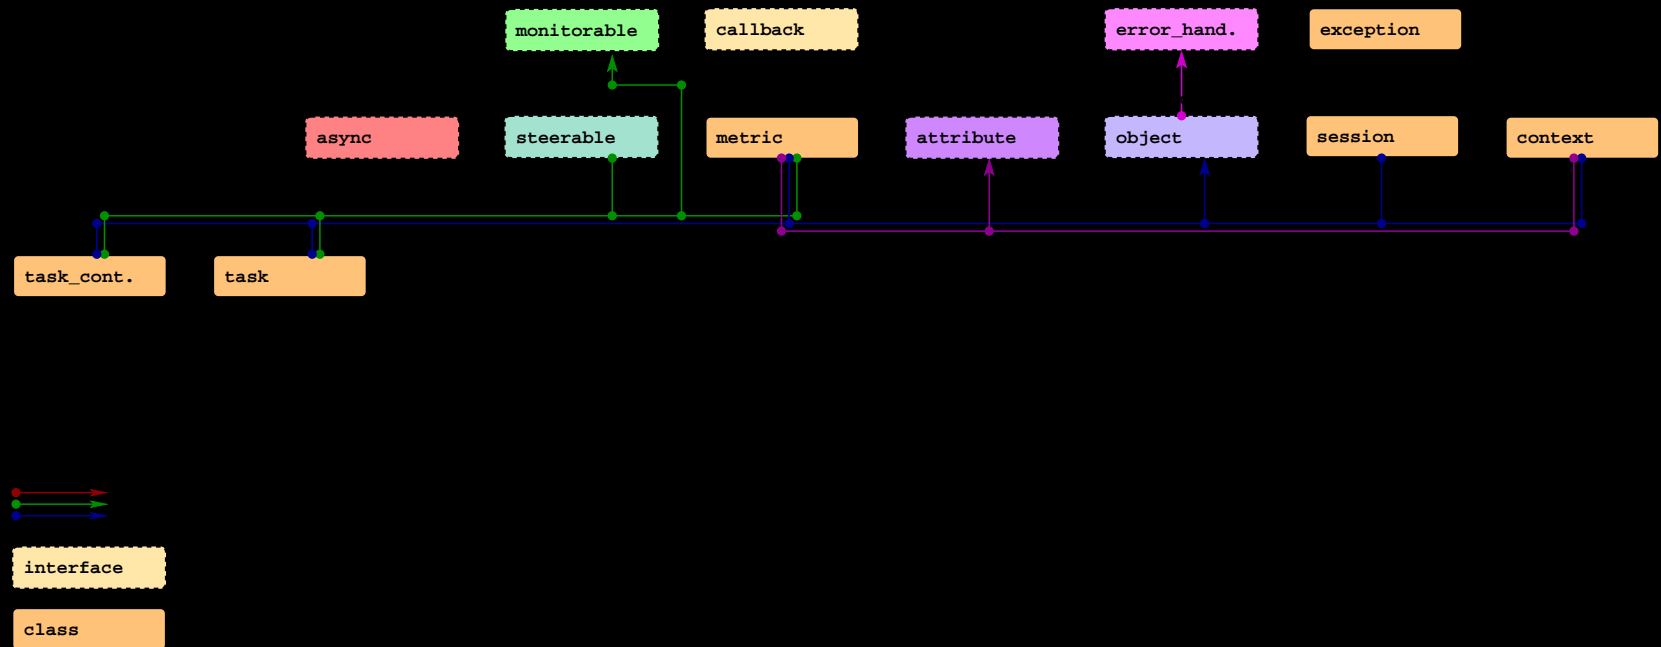 monitorable
callback
error_hand.
exception
async
steerable
metric
attribute
object
session
context
task_cont.
task
interface
class